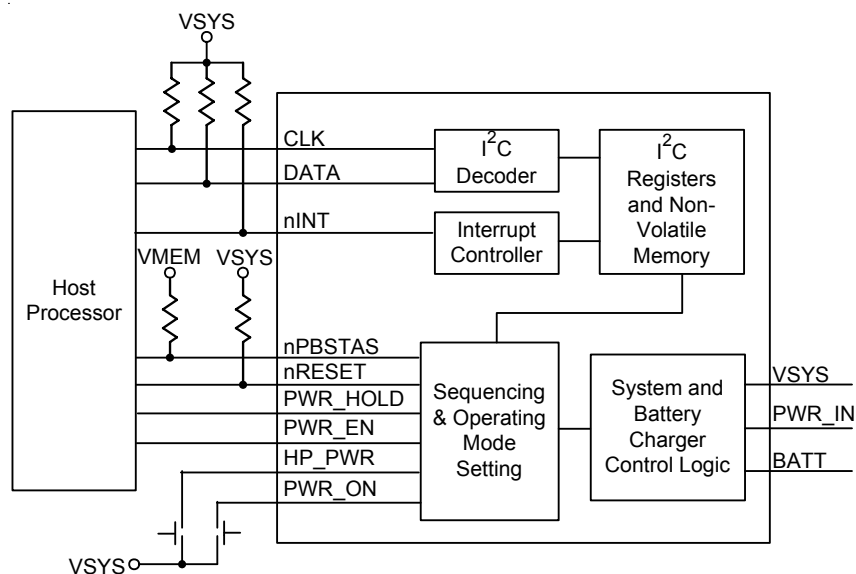 VSYS
CLK
DATA
nINT
I²C
Decoder
Interrupt
Controller
I²C
Registers
and Non-
Volatile
Memory
Host
Processor
VMEM
VSYS
nPBSTAS
nRESET
PWR_HOLD
PWR_EN
HP_PWR
PWR_ON
Sequencing
& Operating
Mode
Setting
System and
Battery
Charger
Control Logic
VSYS
PWR_IN
BATT
VSYS